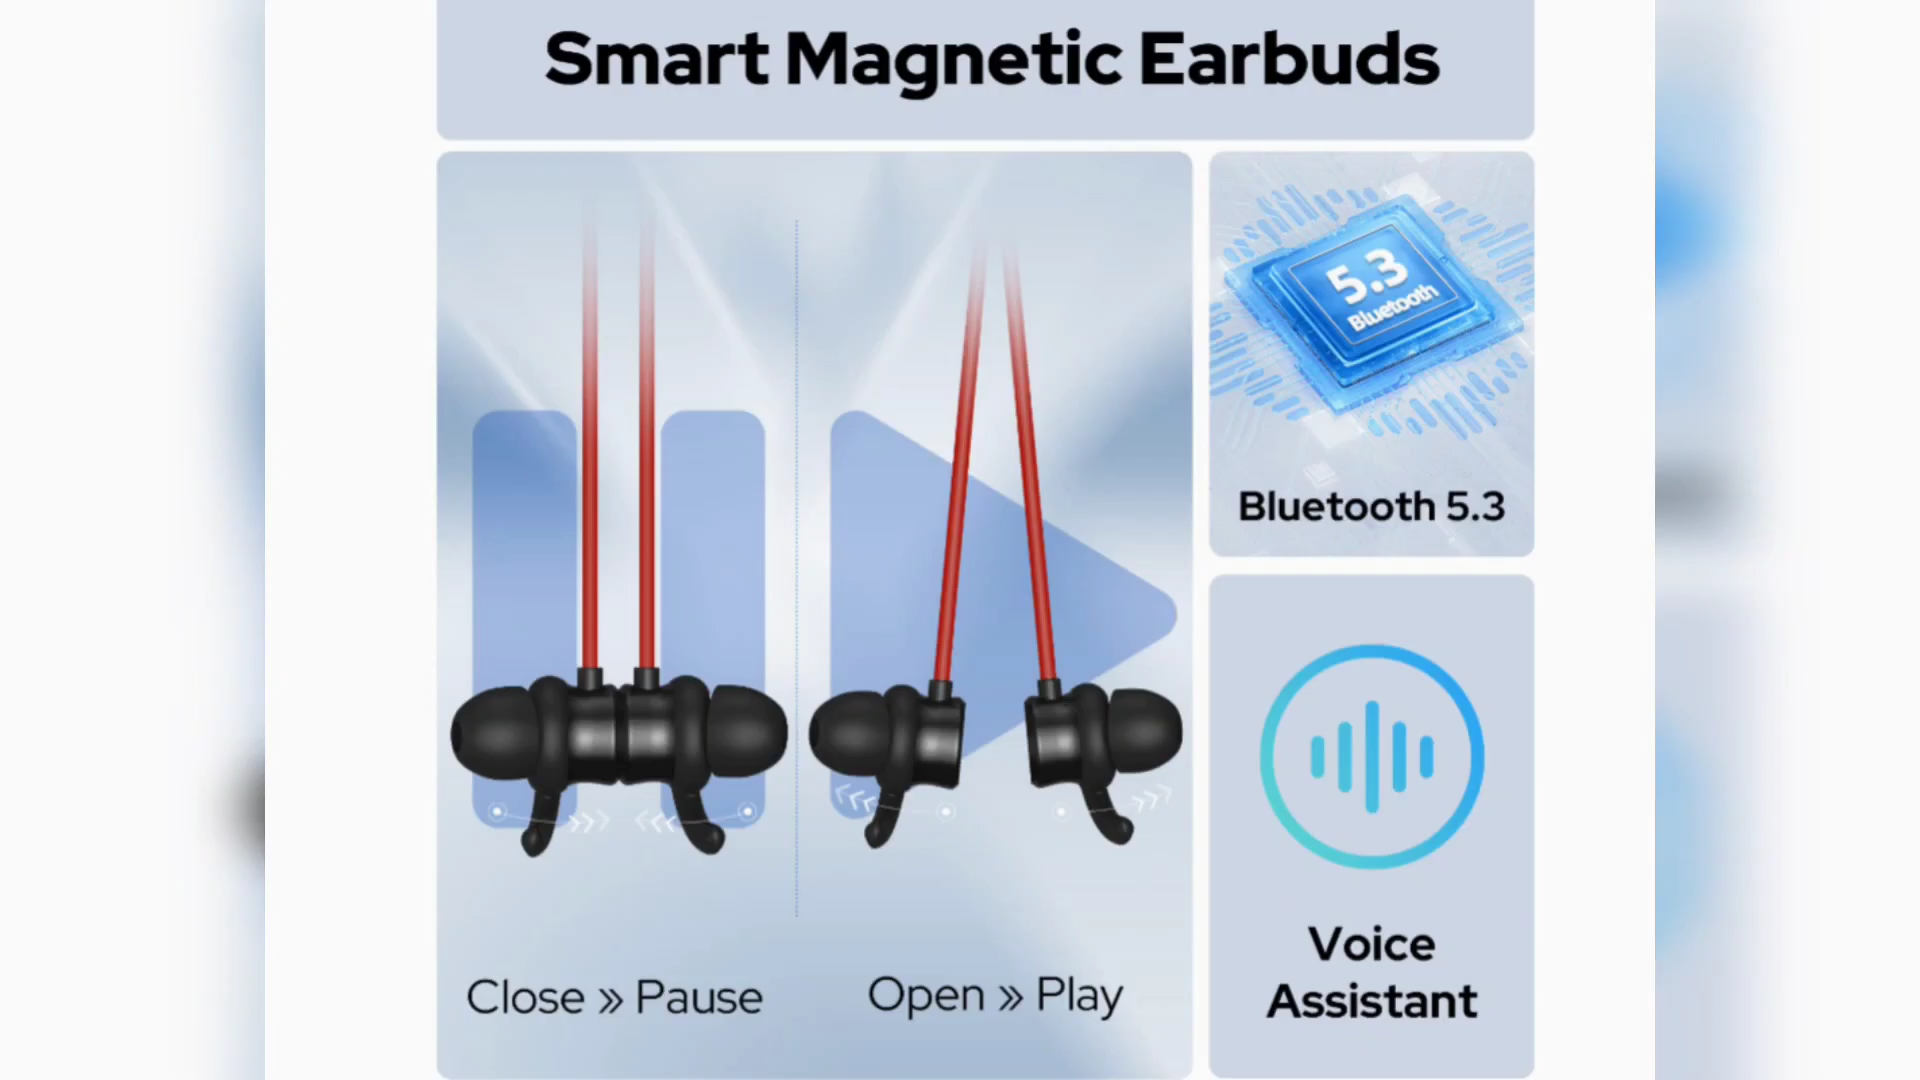 Smart Magnetic Earbuds
5.3
Bluetooth
Bluetooth 5.3
Close » Pause
Open » Play
Voice
Assistant